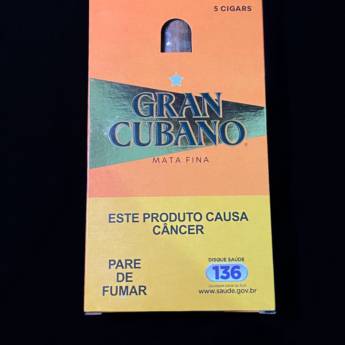 5 CIGARS
GRAN
CUBANO
MATA FINA
ESTE PRODUTO CAUSA
CÂNCER
PARE
DE
FUMAR
DISQUE SAÚDE
136
www.saude.gov.br